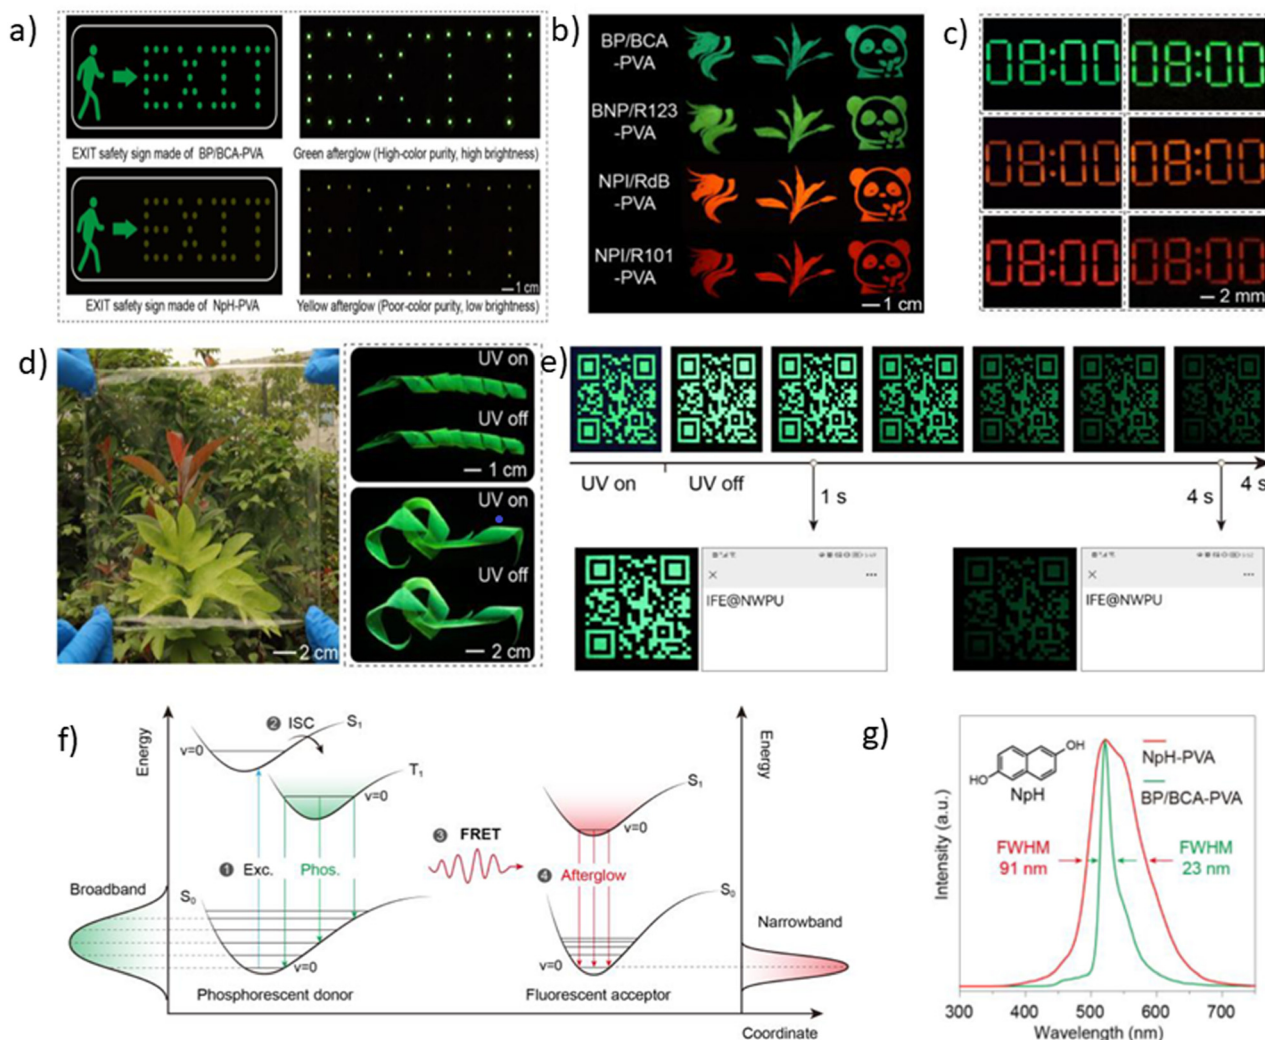 a)
EXIT safety sign made of BP/BCA-PVA
Green afterglow (High-color purity, high brightness)
EXIT safety sign made of NpH-PVA
Yellow afterglow (Poor-color purity, low brightness)
1 cm
b)
BP/BCA
-PVA
BNP/R123
-PVA
NPI/RdB
-PVA
NPI/R101
-PVA
1 cm
c)
08:00
08:00
08:00
08:00
08:00
08:00
2 mm
d)
2 cm
UV on
UV off
1 cm
UV on
UV off
2 cm
e)
UV on
UV off
1 s
4 s
4 s
×
...
IFE@NWPU
×
...
IFE@NWPU
f)
Energy
2 ISC
S1
v=0
T1
v=0
1 Exc.
Phos.
3 FRET
Broadband
S0
v=0
Phosphorescent donor
S1
v=0
4 Afterglow
S0
v=0
Fluorescent acceptor
Energy
Narrowband
Coordinate
g)
HO
OH
NpH
NpH-PVA
BP/BCA-PVA
FWHM
91 nm
FWHM
23 nm
Intensity (a.u.)
300 400 500 600 700
Wavelength (nm)